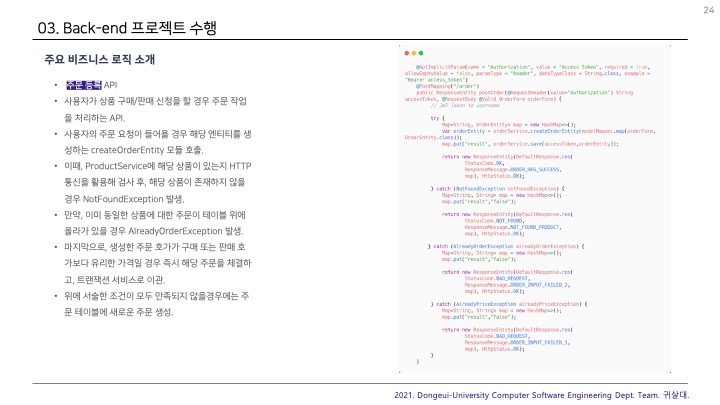 24
03. Back-end 프로젝트 수행
주요 비즈니스 로직 소개
• 주문 등록 API
• 사용자가 상품 구매/판매 신청을 할 경우 주문 작업
을 처리하는 API.
• 사용자의 주문 요청이 들어올 경우 해당 엔티티를 생
성하는 createOrderEntity 모듈 호출.
• 이때, ProductService에 해당 상품이 있는지 HTTP
통신을 활용해 검사 후, 해당 상품이 존재하지 않을
경우 NotFoundException 발생.
• 만약, 이미 동일한 상품에 대한 주문이 테이블 위에
올라가 있을 경우 AlreadyOrderException 발생.
• 마지막으로, 생성한 주문 호가가 구매 또는 판매 호
가보다 유리한 가격일 경우 즉시 해당 주문을 체결하
고, 트랜잭션 서비스로 이관.
• 위에 서술한 조건이 모두 만족되지 않을경우에는 주
문 테이블에 새로운 주문 생성.
@ApiImplicitParam(name = "Authorization", value = "Access Token", required = true,
allowEmptyValue = false, paramType = "header", dataTypeClass = String.class, example =
"Bearer access_token")
@PostMapping("/order")
public ResponseEntity postOrder(@RequestHeader(value="Authorization") String
accessToken, @RequestBody @Valid OrderForm orderForm) {
// JWT Token to username
try {
Map<String, OrderEntity> map = new HashMap<>();
var orderEntity = orderService.createOrderEntity(modelMapper.map(orderForm,
OrderEntity.class));
map.put("result", orderService.save(accessToken,orderEntity));
return new ResponseEntity(DefaultResponse.res(
StatusCode.OK,
ResponseMessage.ORDER_REG_SUCCESS,
map), HttpStatus.OK);
} catch (NotFoundException notFoundException) {
Map<String, String> map = new HashMap<>();
map.put("result","false");
return new ResponseEntity(DefaultResponse.res(
StatusCode.NOT_FOUND,
ResponseMessage.NOT_FOUND_PRODUCT,
map), HttpStatus.OK);
} catch (AlreadyOrderException alreadyOrderException) {
Map<String, String> map = new HashMap<>();
map.put("result","false");
return new ResponseEntity(DefaultResponse.res(
StatusCode.BAD_REQUEST,
ResponseMessage.ORDER_INPUT_FAILED_2,
map), HttpStatus.OK);
} catch (AlreadyPriceException alreadyPriceException) {
Map<String, String> map = new HashMap<>();
map.put("result","false");
return new ResponseEntity(DefaultResponse.res(
StatusCode.BAD_REQUEST,
ResponseMessage.ORDER_INPUT_FAILED_1,
map), HttpStatus.OK);
}
}
2021. Dongeui-University Computer Software Engineering Dept. Team. 귀살대.